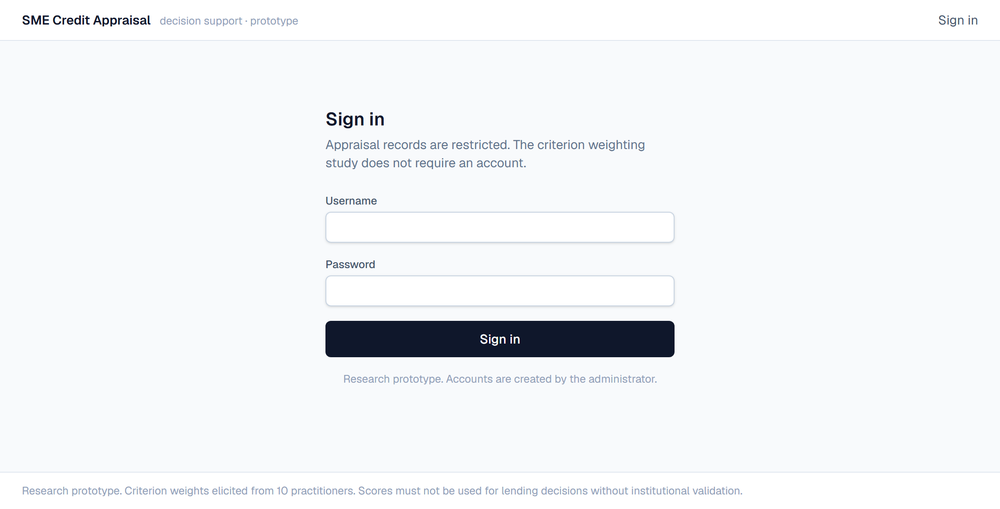 SME Credit Appraisal decision support · prototype Sign in
Sign in
Appraisal records are restricted. The criterion weighting
study does not require an account.
Username
Password
Sign in
Research prototype. Accounts are created by the administrator.
Research prototype. Criterion weights elicited from 10 practitioners. Scores must not be used for lending decisions without institutional validation.